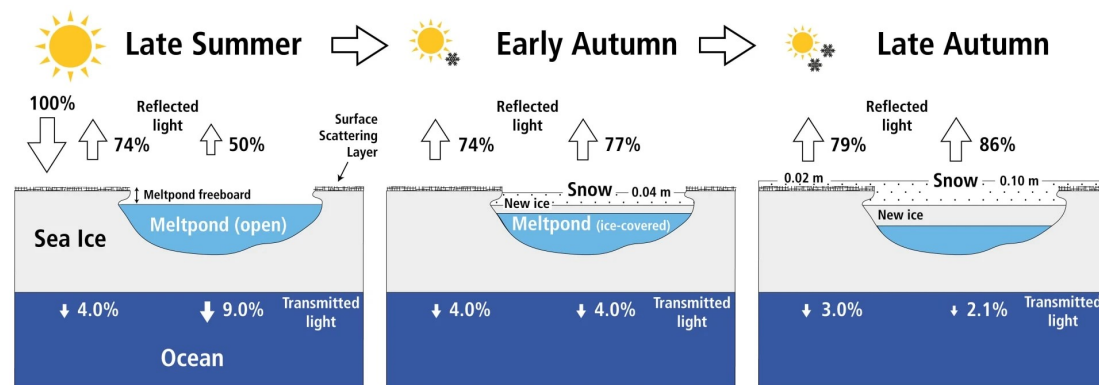 Late Summer
Early Autumn
Late Autumn
100%
Reflected
light
74%
50%
Surface
Scattering
Layer
Meltpond freeboard
Meltpond (open)
Sea Ice
4.0%
9.0%
Transmitted
light
Ocean
Reflected
light
74%
77%
Snow
0.04 m
New ice
Meltpond (ice-covered)
4.0%
4.0%
Transmitted
light
Reflected
light
79%
86%
0.02 m
Snow
0.10 m
New ice
3.0%
2.1%
Transmitted
light